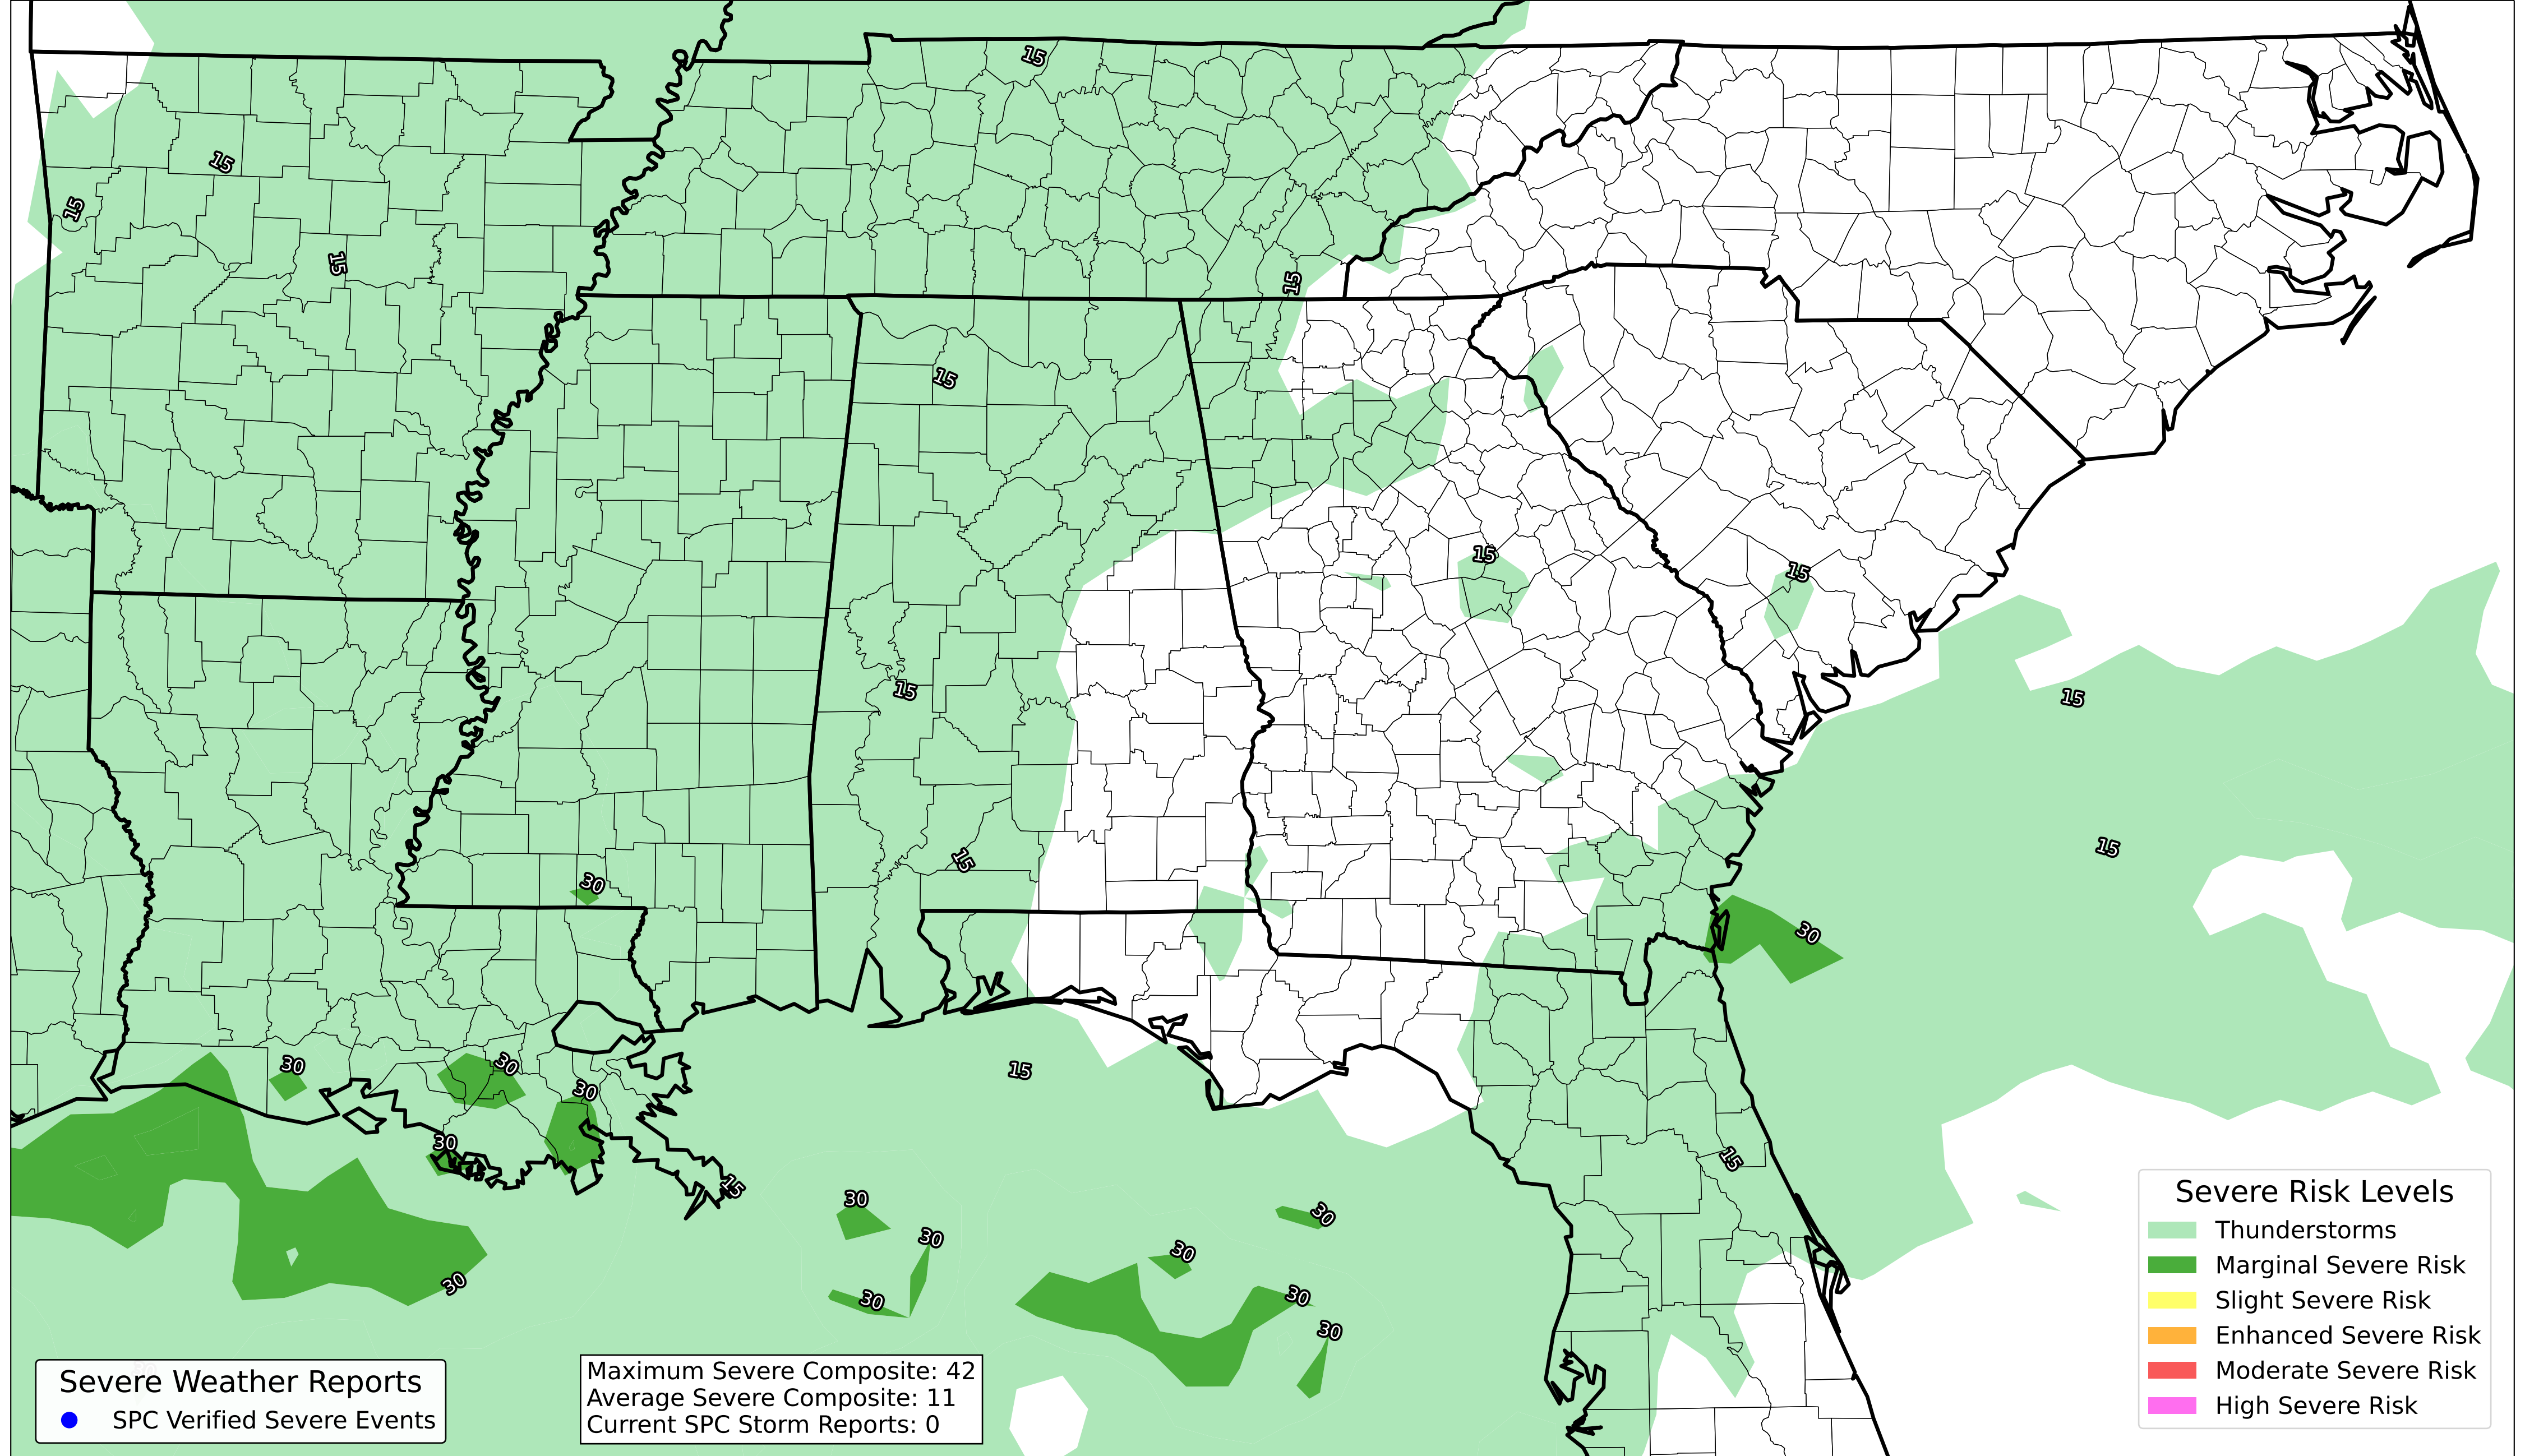 15
15
15
15
15
15
15
15
15
15
15
15
30
30
30
30
30
30
15
15
15
30
30
30
30
30
30
30
30
Severe Risk Levels
Thunderstorms
Marginal Severe Risk
Slight Severe Risk
Enhanced Severe Risk
Moderate Severe Risk
High Severe Risk
Severe Weather Reports
SPC Verified Severe Events
Maximum Severe Composite: 42
Average Severe Composite: 11
Current SPC Storm Reports: 0